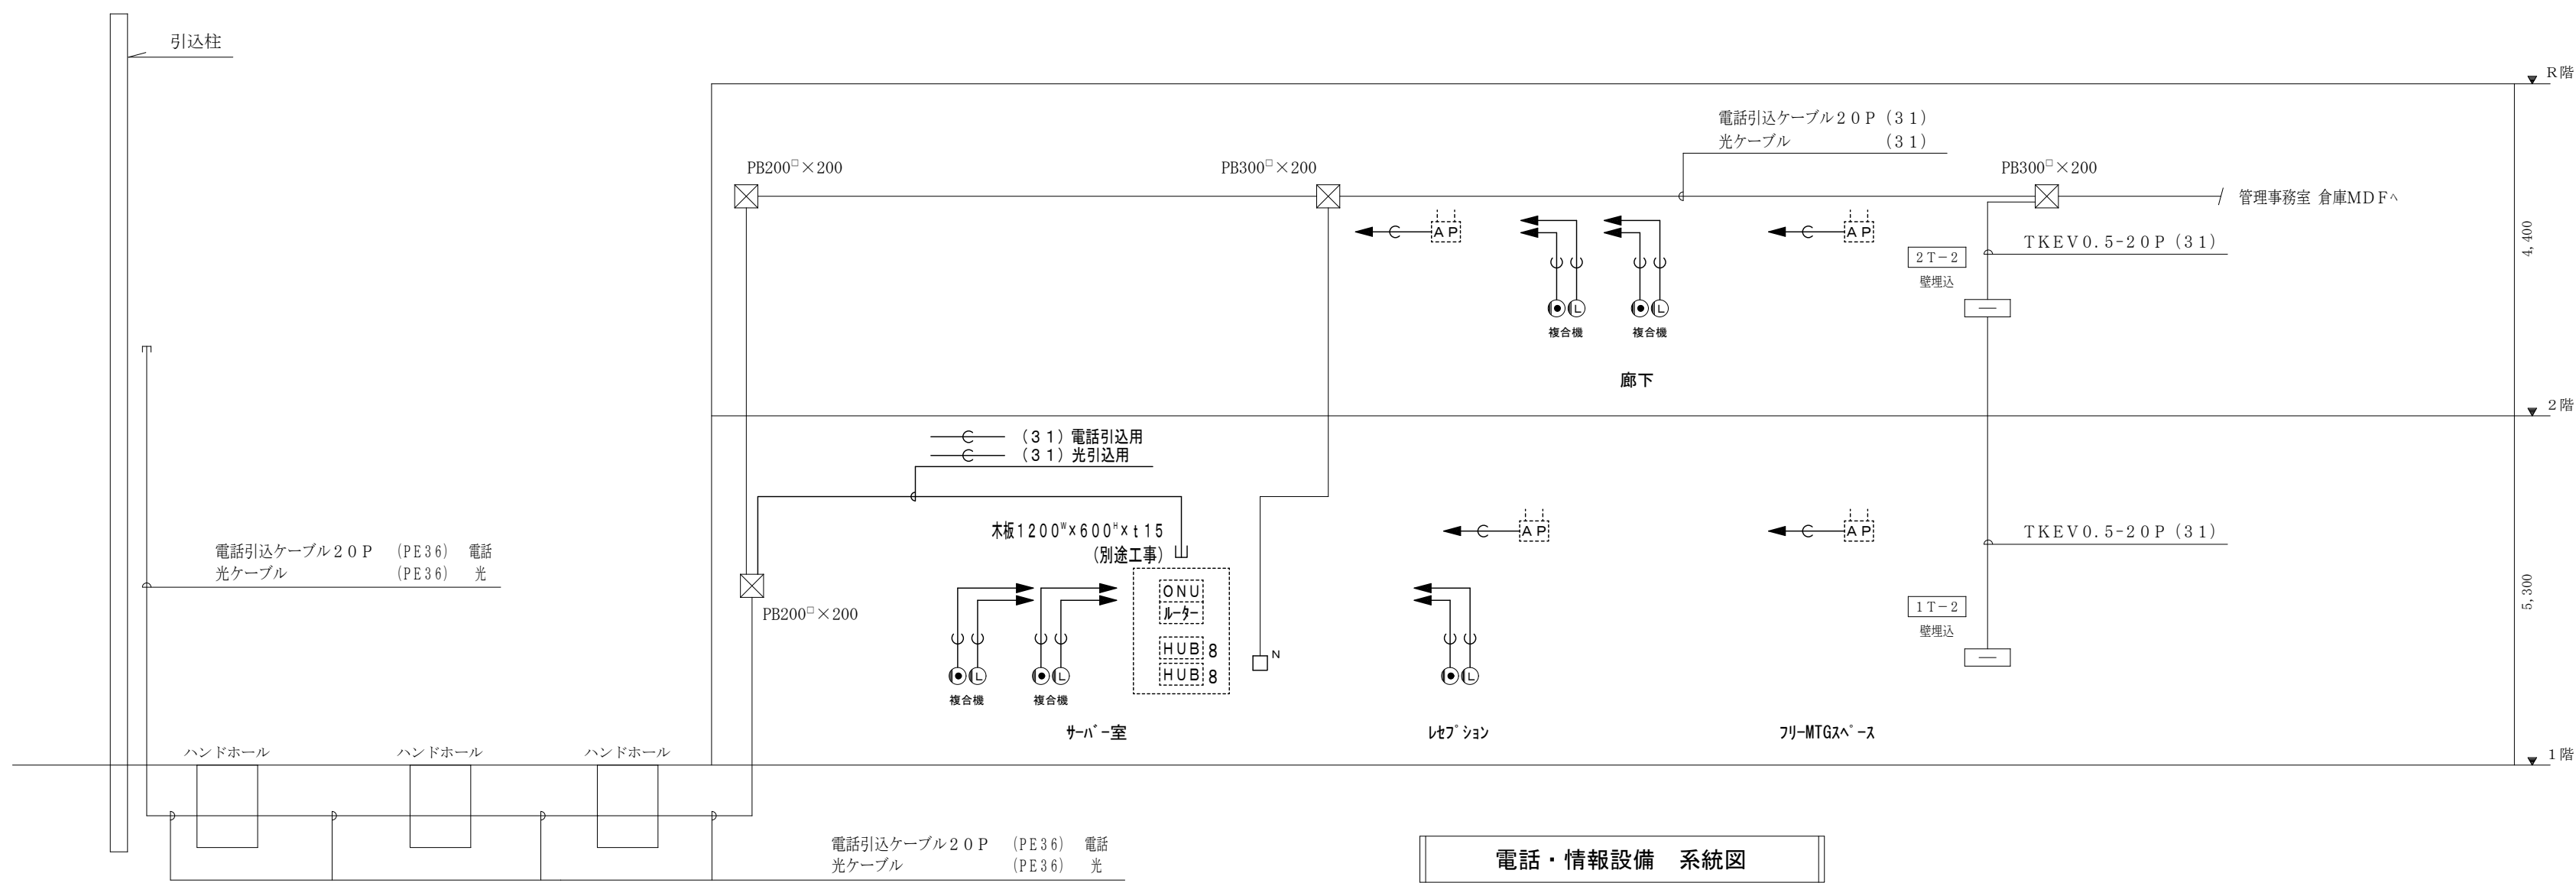 引込柱
R階
電話引込ケーブル20P (31)
光ケーブル (31)
PB200□×200
PB300□×200
PB300□×200
管理事務室 倉庫MDFへ
AP
AP
TKEV0.5-20P(31)
4,400
2T-2
壁埋込
L
L
複合機
複合機
廊下
2階
(31)電話引込用
(31)光引込用
木板1200W×600H×t15
(別途工事)
AP
AP
TKEV0.5-20P(31)
電話引込ケーブル20P (PE36) 電話
光ケーブル (PE36) 光
5,300
PB200□×200
ONU
ルーター
HUB 8
HUB 8
N
1T-2
壁埋込
L
L
L
複合機
複合機
サーバー室
レセプション
フリーMTGスペース
ハンドホール
ハンドホール
ハンドホール
1階
電話引込ケーブル20P (PE36) 電話
光ケーブル (PE36) 光
電話・情報設備 系統図